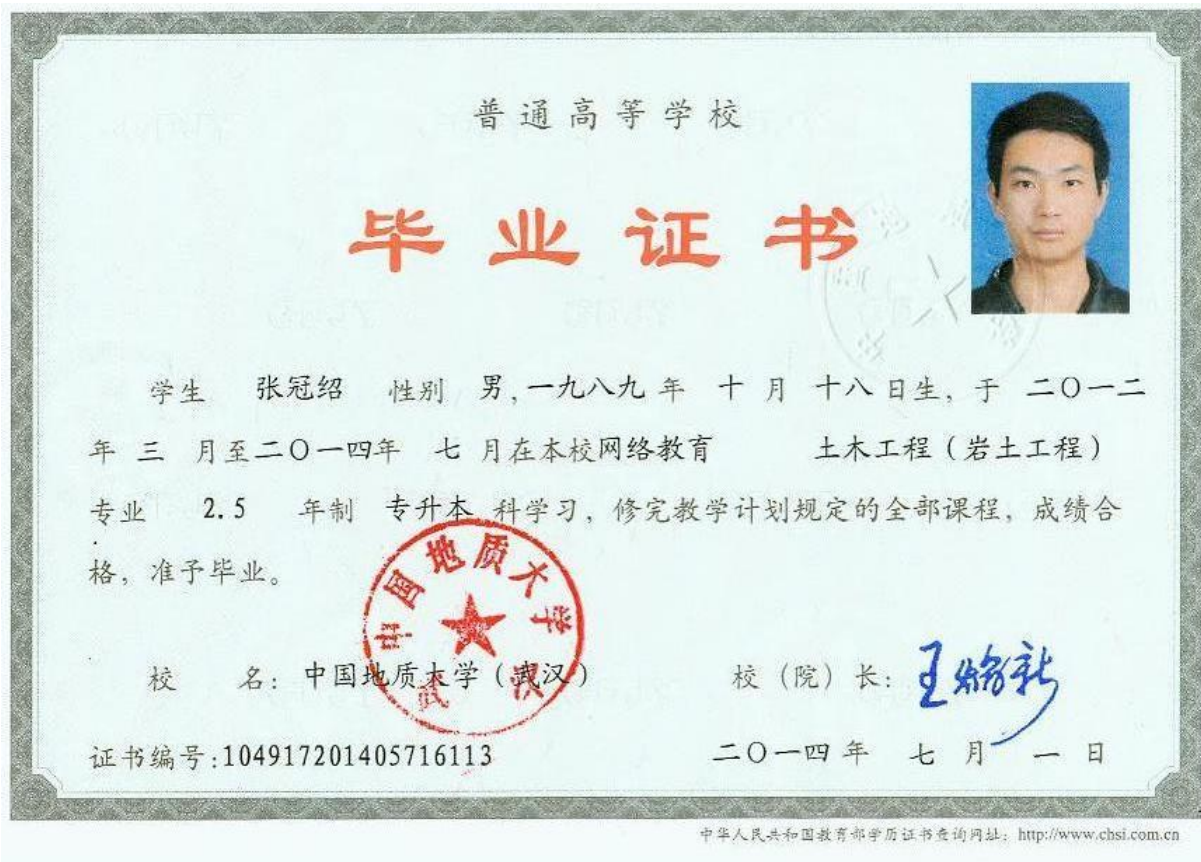 普通高等学校
毕业证书
学生 张冠绍 性别 男,一九八九年 十月 十八日生,于 二〇一二
年 三 月至二〇一四年 七 月在本校网络教育 土木工程(岩土工程)
专业 2.5 年制 专升本 科学习,修完教学计划规定的全部课程,成绩合
格,准予毕业。
中国地质大学
武汉
校 名:中国地质大学(武汉) 校(院)长:王焰新
证书编号:104917201405716113 二〇一四年 七 月 一 日
中华人民共和国教育部学历证书查询网址:http://www.chsi.com.cn